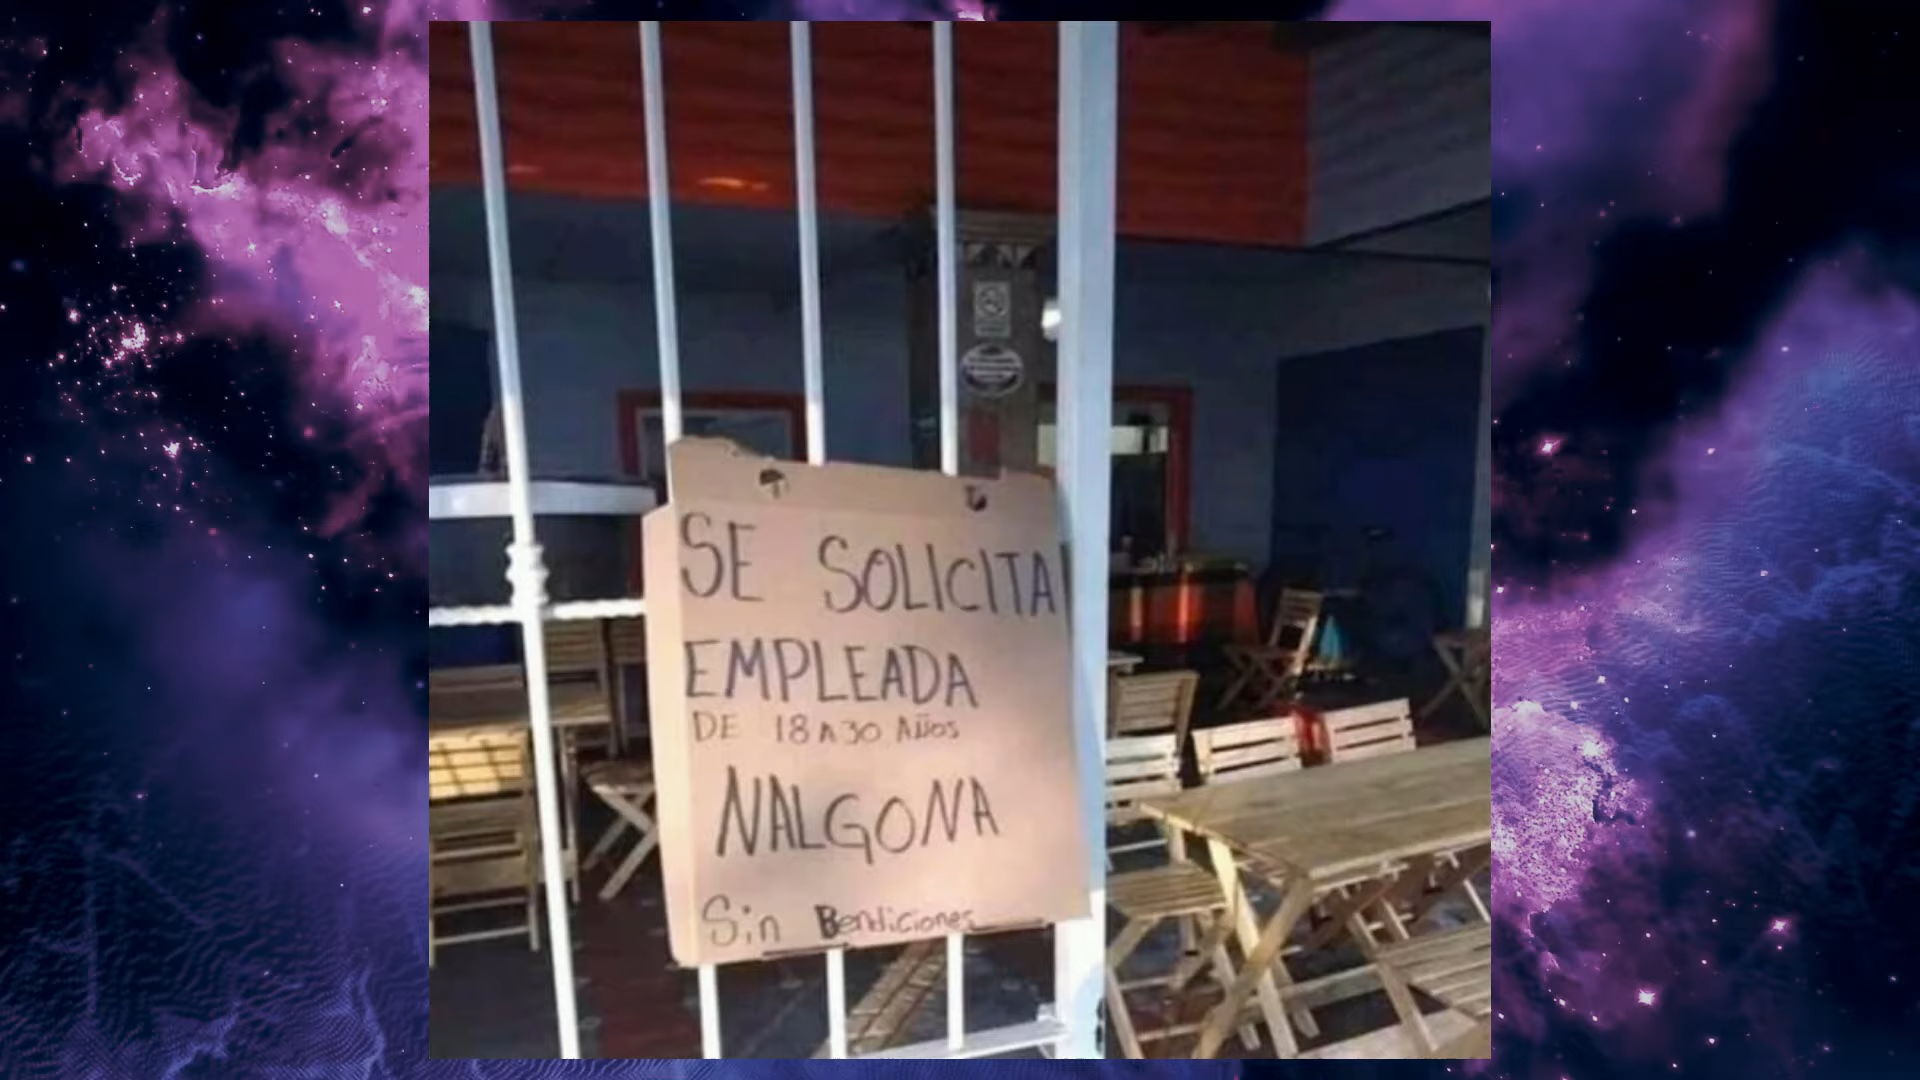 SE SOLICITA
EMPLEADA
DE 18 A 30 AÑOS
NALGONA
Sin Bendiciones